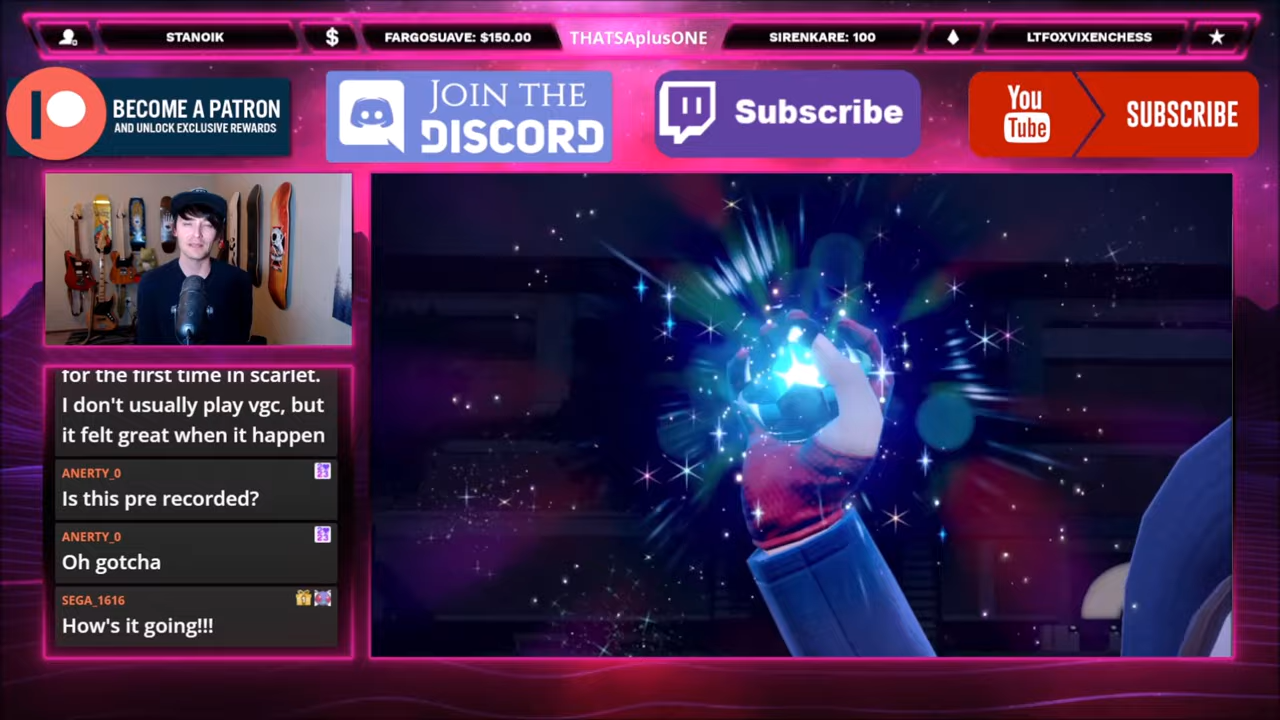 STANOIK
$
FARGOSUAVE: $150.00
THATSAplusONE
SIRENKARE: 100
LTFOXVIXENCHESS
BECOME A PATRON
AND UNLOCK EXCLUSIVE REWARDS
JOIN THE
DISCORD
Subscribe
You
Tube
SUBSCRIBE
for the first time in scarlet.
I don't usually play vgc, but
it felt great when it happen
ANERTY_0
Is this pre recorded?
ANERTY_0
Oh gotcha
SEGA_1616
How's it going!!!